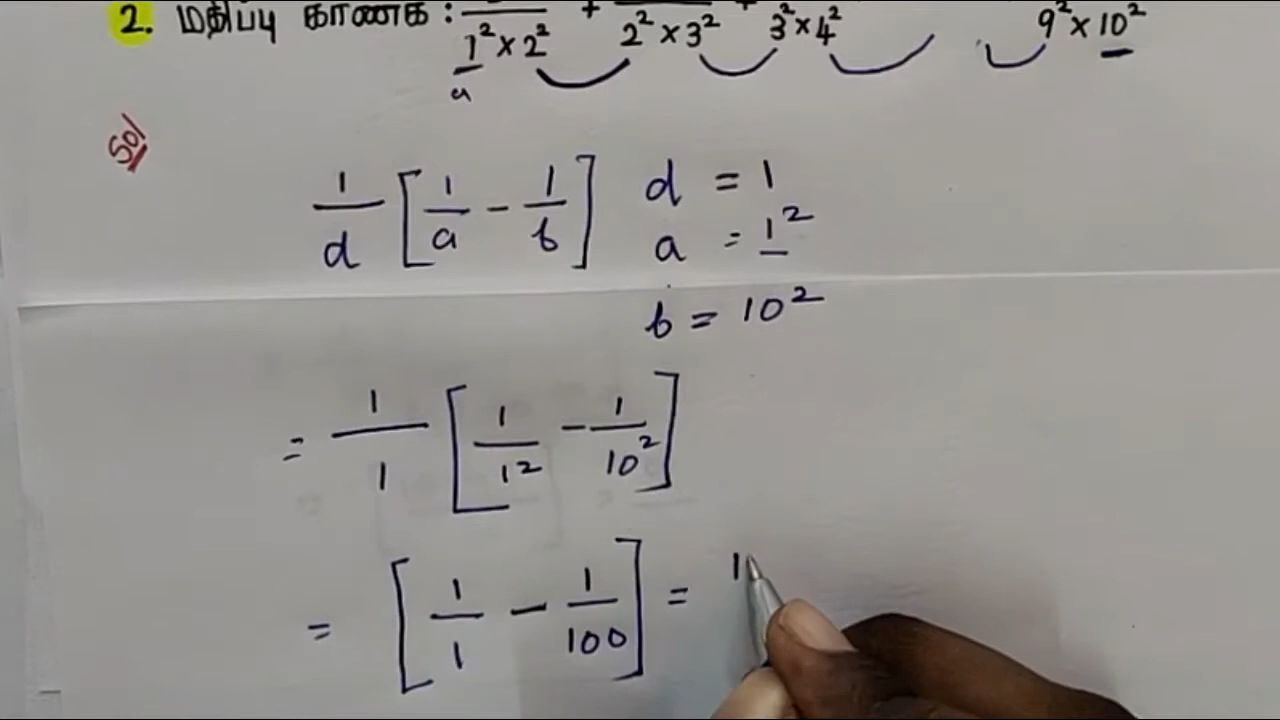 2. மதிப்பு காணக : 1²×2² + 2²×3² + 3²×4² 9²×10²
a
Sol
1/d [1/a - 1/b] d = 1
a = 1²
b = 10²
= 1/1 [1/1² - 1/10²]
= [1/1 - 1/100] = 1